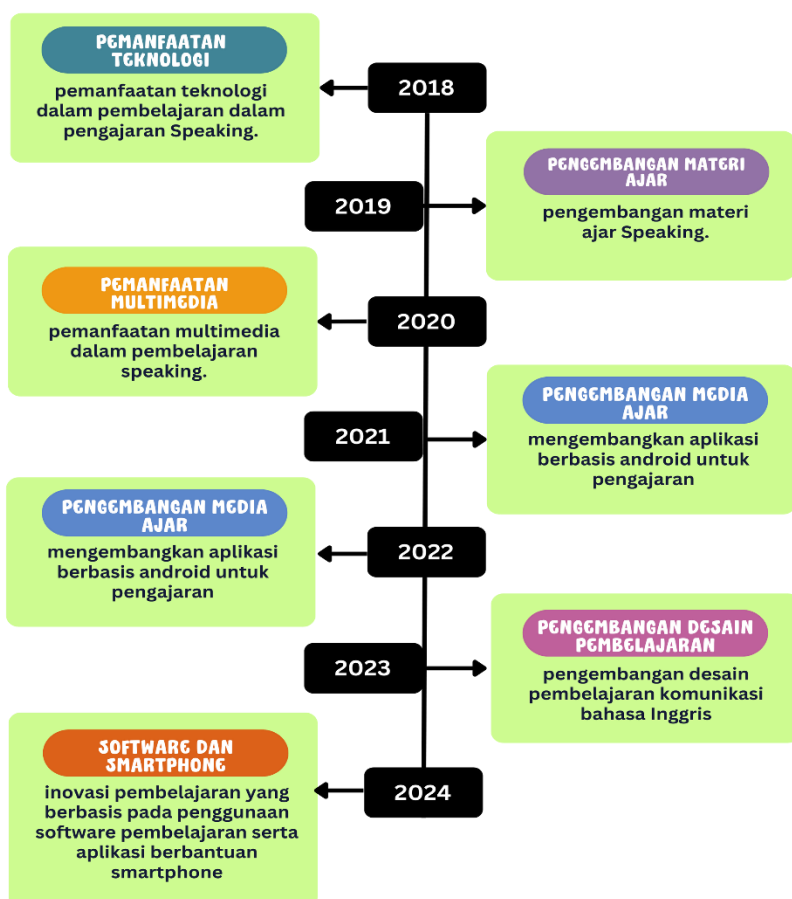 PEMANFAATAN
TEKNOLOGI
pemanfaatan teknologi
dalam pembelajaran dalam
pengajaran Speaking.
2018
PENGEMBANGAN MATERI
AJAR
pengembangan materi
ajar Speaking.
2019
PEMANFAATAN
MULTIMEDIA
pemanfaatan multimedia
dalam pembelajaran
speaking.
2020
PENGEMBANGAN MEDIA
AJAR
mengembangkan aplikasi
berbasis android untuk
pengajaran
2021
PENGEMBANGAN MEDIA
AJAR
mengembangkan aplikasi
berbasis android untuk
pengajaran
2022
PENGEMBANGAN DESAIN
PEMBELAJARAN
pengembangan desain
pembelajaran komunikasi
bahasa Inggris
2023
SOFTWARE DAN
SMARTPHONE
inovasi pembelajaran yang
berbasis pada penggunaan
software pembelajaran serta
aplikasi berbantuan
smartphone
2024